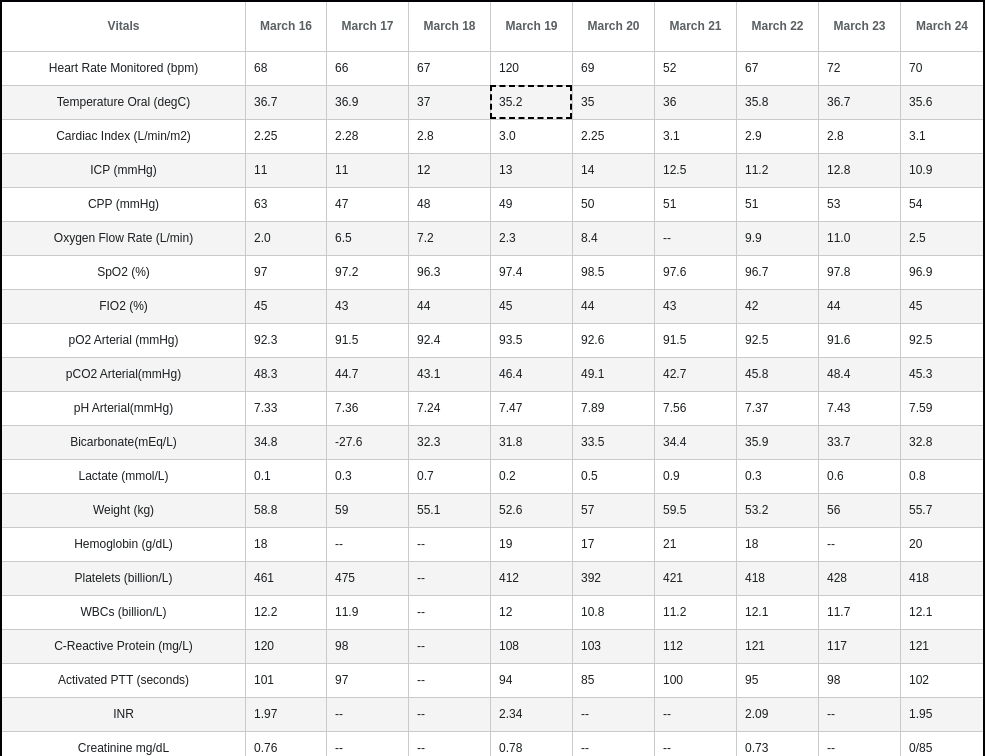 Vitals March 16 March 17 March 18 March 19 March 20 March 21 March 22 March 23 March 24
Heart Rate Monitored (bpm) 68 66 67 120 69 52 67 72 70
Temperature Oral (degC) 36.7 36.9 37 35.2 35 36 35.8 36.7 35.6
Cardiac Index (L/min/m2) 2.25 2.28 2.8 3.0 2.25 3.1 2.9 2.8 3.1
ICP (mmHg) 11 11 12 13 14 12.5 11.2 12.8 10.9
CPP (mmHg) 63 47 48 49 50 51 51 53 54
Oxygen Flow Rate (L/min) 2.0 6.5 7.2 2.3 8.4 -- 9.9 11.0 2.5
SpO2 (%) 97 97.2 96.3 97.4 98.5 97.6 96.7 97.8 96.9
FIO2 (%) 45 43 44 45 44 43 42 44 45
pO2 Arterial (mmHg) 92.3 91.5 92.4 93.5 92.6 91.5 92.5 91.6 92.5
pCO2 Arterial(mmHg) 48.3 44.7 43.1 46.4 49.1 42.7 45.8 48.4 45.3
pH Arterial(mmHg) 7.33 7.36 7.24 7.47 7.89 7.56 7.37 7.43 7.59
Bicarbonate(mEq/L) 34.8 -27.6 32.3 31.8 33.5 34.4 35.9 33.7 32.8
Lactate (mmol/L) 0.1 0.3 0.7 0.2 0.5 0.9 0.3 0.6 0.8
Weight (kg) 58.8 59 55.1 52.6 57 59.5 53.2 56 55.7
Hemoglobin (g/dL) 18 -- -- 19 17 21 18 -- 20
Platelets (billion/L) 461 475 -- 412 392 421 418 428 418
WBCs (billion/L) 12.2 11.9 -- 12 10.8 11.2 12.1 11.7 12.1
C-Reactive Protein (mg/L) 120 98 -- 108 103 112 121 117 121
Activated PTT (seconds) 101 97 -- 94 85 100 95 98 102
INR 1.97 -- -- 2.34 -- -- 2.09 -- 1.95
Creatinine mg/dL 0.76 -- -- 0.78 -- -- 0.73 -- 0/85